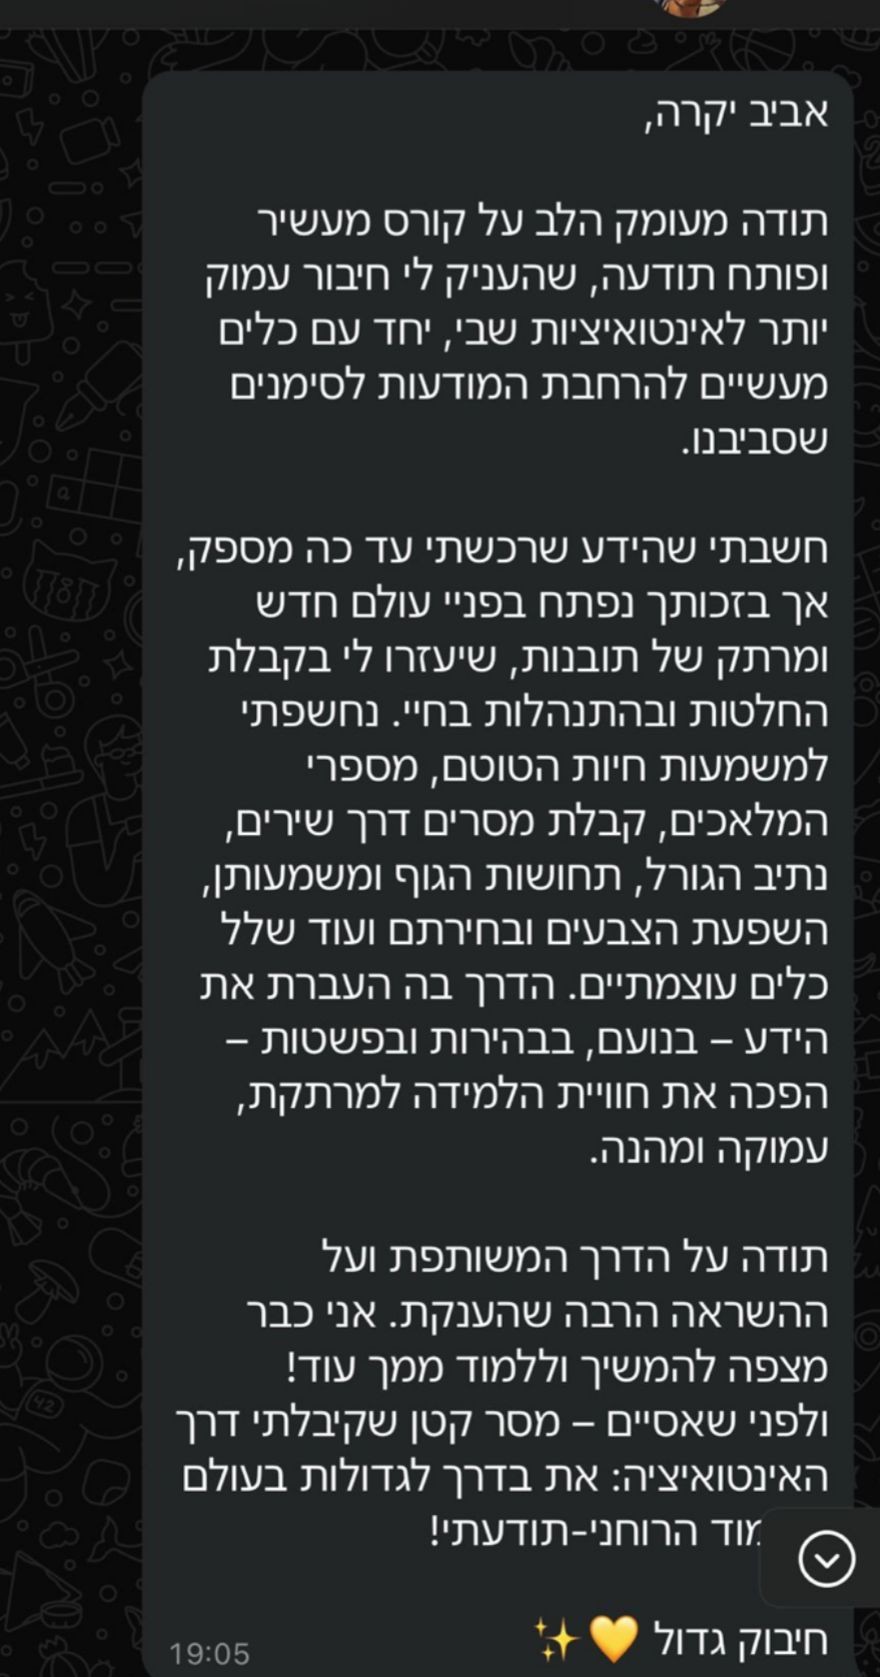 אביב יקרה,
תודה מעומק הלב על קורס מעשיר
ופותח תודעה, שהעניק לי חיבור עמוק
יותר לאינטואיציות שבי, יחד עם כלים
מעשיים להרחבת המודעות לסימנים
שסביבנו.
חשבתי שהידע שרכשתי עד כה מספק,
אך בזכותך נפתח בפניי עולם חדש
ומרתק של תובנות, שיעזרו לי בקבלת
החלטות ובהתנהלות בחיי. נחשפתי
למשמעות חיות הטוטם, מספרי
המלאכים, קבלת מסרים דרך שירים,
נתיב הגורל, תחושות הגוף ומשמעותן,
השפעת הצבעים ובחירתם ועוד שלל
כלים עוצמתיים. הדרך בה העברת את
הידע – בנועם, בבהירות ובפשטות –
הפכה את חוויית הלמידה למרתקת,
עמוקה ומהנה.
תודה על הדרך המשותפת ועל
ההשראה הרבה שהענקת. אני כבר
מצפה להמשיך וללמוד ממך עוד!
ולפני שאסיים – מסר קטן שקיבלתי דרך
האינטואיציה: את בדרך לגדולות בעולם
הרוחני-תודעתי!
חיבוק גדול 💛✨
19:05